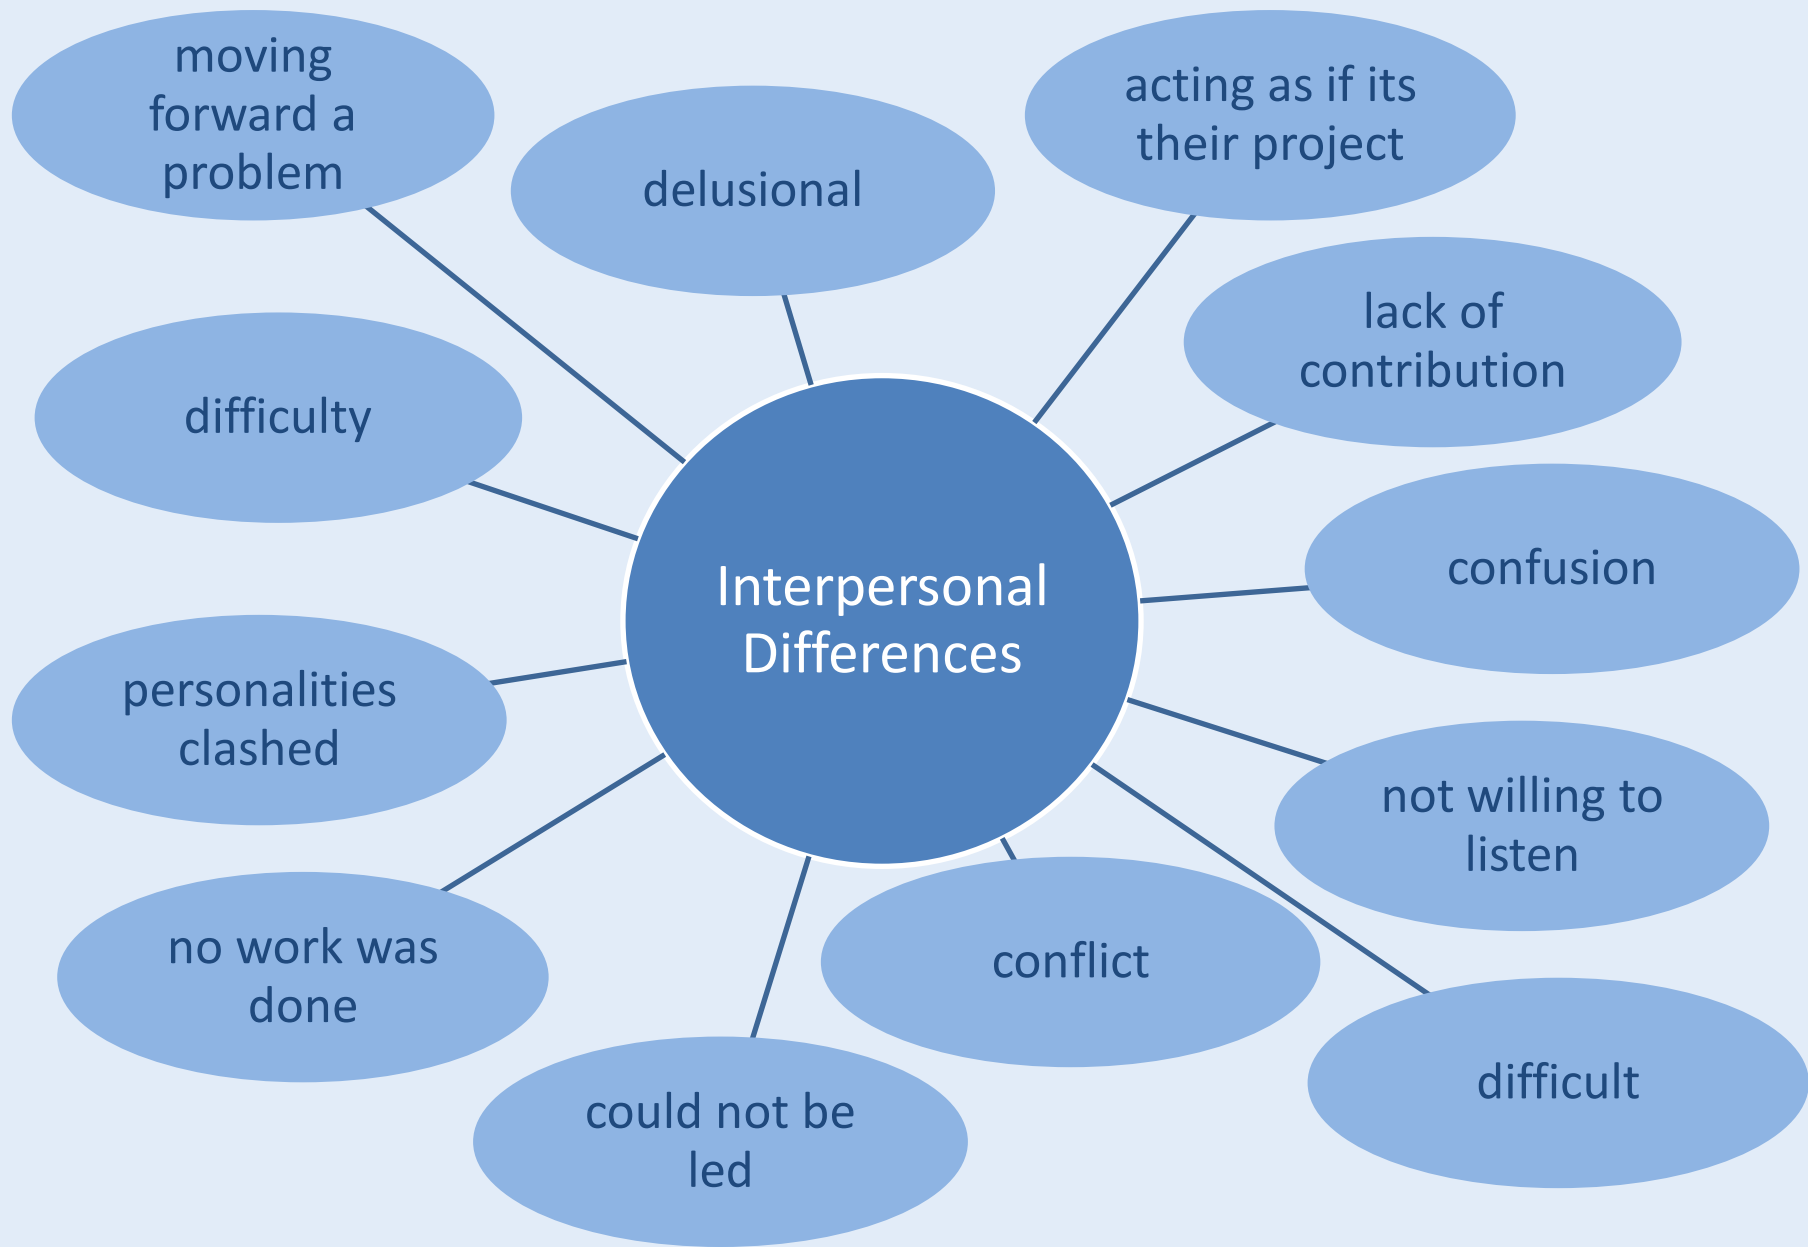 moving
forward a
problem
delusional
acting as if its
their project
lack of
contribution
difficulty
confusion
Interpersonal
Differences
personalities
clashed
not willing to
listen
no work was
done
conflict
difficult
could not be
led